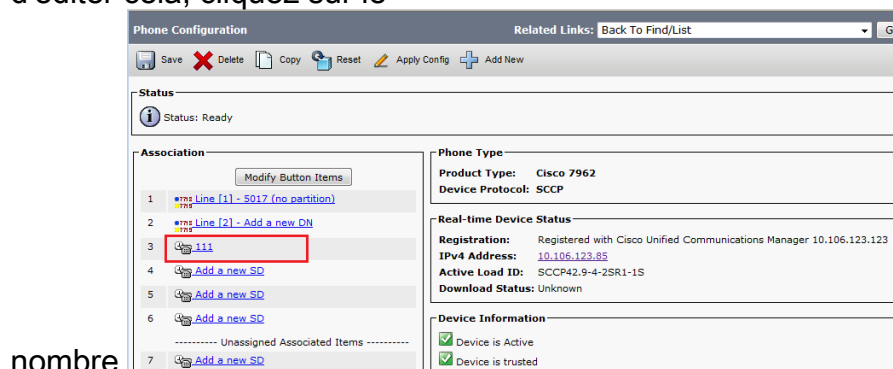 d'éditer cela, cliquez sur le
Phone Configuration
Related Links: Back To Find/List
Save Delete Copy Reset Apply Config Add New
Status
Status: Ready
Association
Modify Button Items
1 Line [1] - 5017 (no partition)
2 Line [2] - Add a new DN
3 111
4 Add a new SD
5 Add a new SD
6 Add a new SD
---------- Unassigned Associated Items ----------
7 Add a new SD
Phone Type
Product Type: Cisco 7962
Device Protocol: SCCP
Real-time Device Status
Registration: Registered with Cisco Unified Communications Manager 10.106.123.123
IPv4 Address: 10.106.123.85
Active Load ID: SCCP42.9-4-2SR1-1S
Download Status: Unknown
Device Information
Device is Active
Device is trusted
nombre